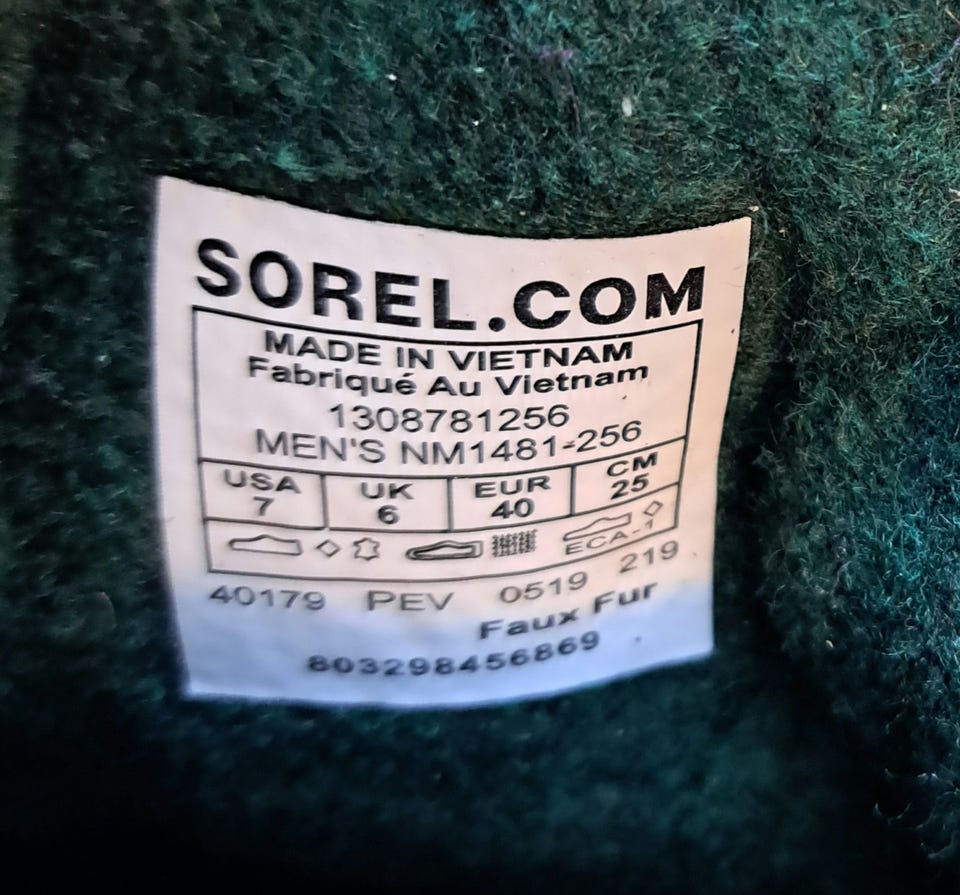 SOREL.COM
MADE IN VIETNAM
Fabriqué Au Vietnam
1308781256
MEN'S NM1481-256
USA UK EUR CM
7 6 40 25
ECA-1
40179 PEV 0519 219
Faux Fur
803298456869